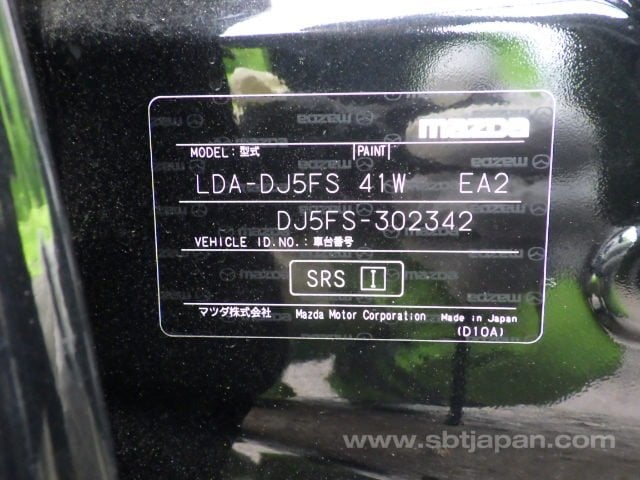 mazda
MODEL: 型式 PAINT
LDA-DJ5FS 41W EA2
DJ5FS-302342
VEHICLE ID.NO.: 車台番号
SRS I
マツダ株式会社 Mazda Motor Corporation Made in Japan
(D10A)
www.sbtjapan.com